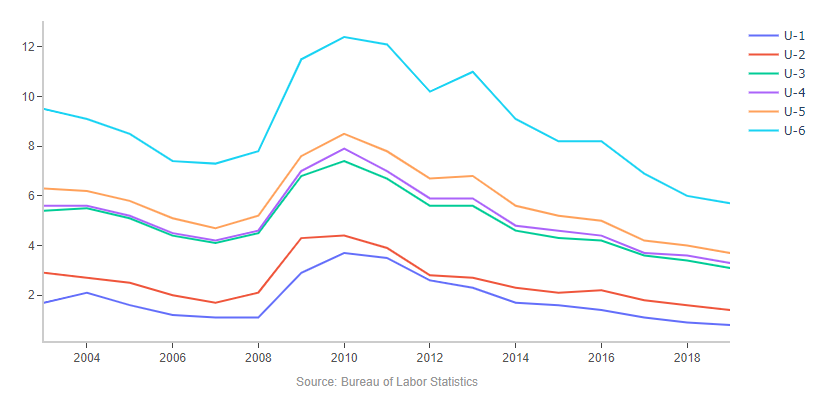 12
10
8
6
4
2
2004 2006 2008 2010 2012 2014 2016 2018
Source: Bureau of Labor Statistics
U-1
U-2
U-3
U-4
U-5
U-6